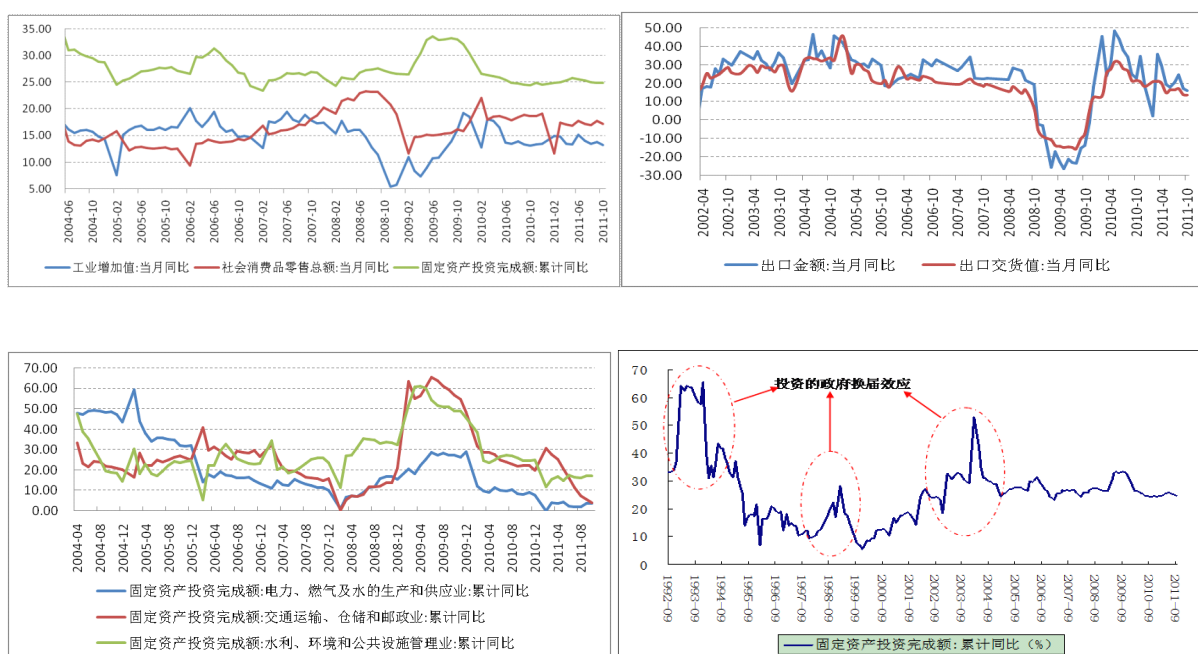 35.00
30.00
25.00
20.00
15.00
10.00
5.00
2004-06 2004-10 2005-02 2005-06 2005-10 2006-02 2006-06 2006-10 2007-02 2007-06 2007-10 2008-02 2008-06 2008-10 2009-02 2009-06 2009-10 2010-02 2010-06 2010-10 2011-02 2011-06 2011-10
工业增加值:当月同比 社会消费品零售总额:当月同比 固定资产投资完成额:累计同比
50.00
40.00
30.00
20.00
10.00
0.00
-10.00
-20.00
-30.00
2002-04 2002-10 2003-04 2003-10 2004-04 2004-10 2005-04 2005-10 2006-04 2006-10 2007-04 2007-10 2008-04 2008-10 2009-04 2009-10 2010-04 2010-10 2011-04 2011-10
出口金额:当月同比 出口交货值:当月同比
70.00
60.00
50.00
40.00
30.00
20.00
10.00
0.00
2004-04 2004-08 2004-12 2005-04 2005-08 2005-12 2006-04 2006-08 2006-12 2007-04 2007-08 2007-12 2008-04 2008-08 2008-12 2009-04 2009-08 2009-12 2010-04 2010-08 2010-12 2011-04 2011-08
固定资产投资完成额:电力、燃气及水的生产和供应业:累计同比
固定资产投资完成额:交通运输、仓储和邮政业:累计同比
固定资产投资完成额:水利、环境和公共设施管理业:累计同比
70
60
50
40
30
20
10
0
投资的政府换届效应
1992-09 1993-09 1994-09 1995-09 1996-09 1997-09 1998-09 1999-09 2000-09 2001-09 2002-09 2003-09 2004-09 2005-09 2006-09 2007-09 2008-09 2009-09 2010-09 2011-09
固定资产投资完成额:累计同比（%）